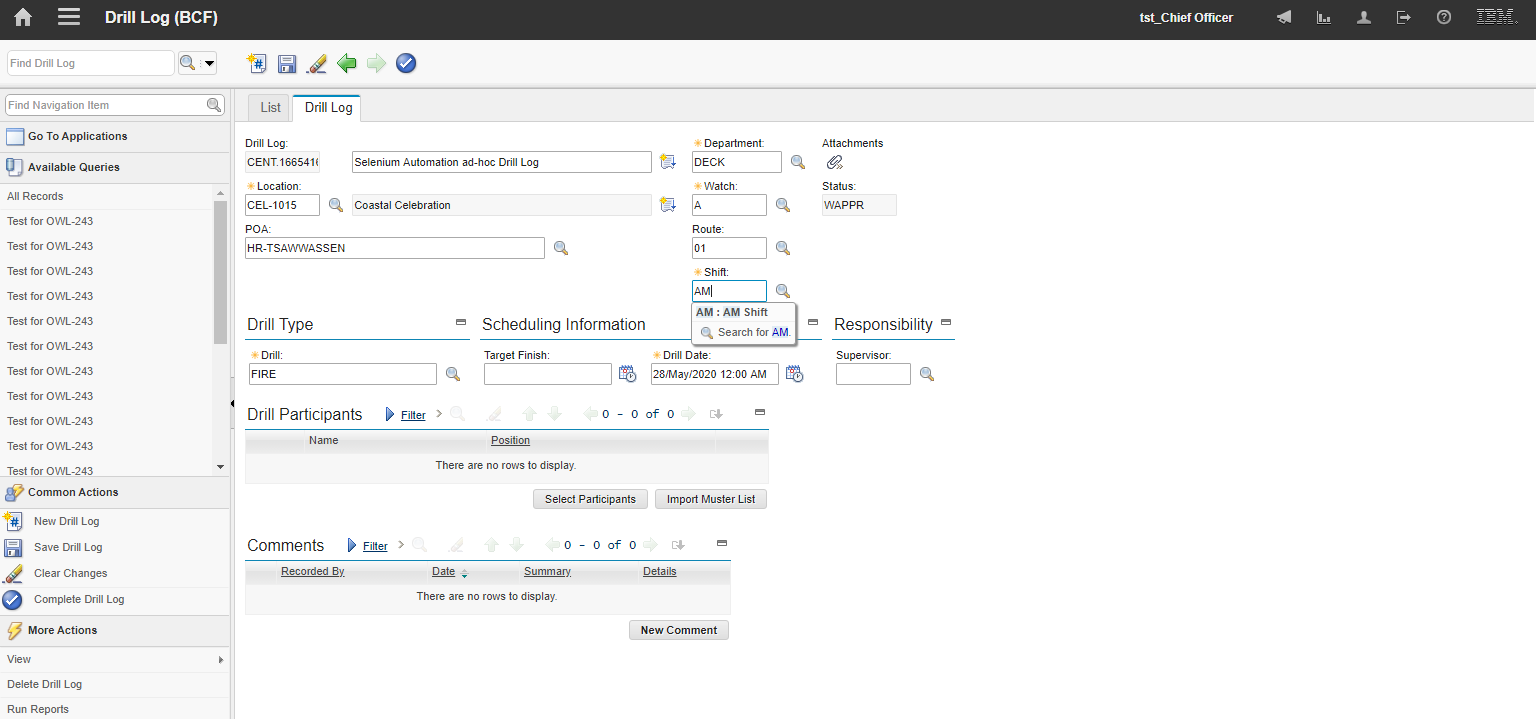 Drill Log (BCF)
tst_Chief Officer
IBM.
Find Drill Log
Find Navigation Item
Go To Applications
Available Queries
All Records
Test for OWL-243
Test for OWL-243
Test for OWL-243
Test for OWL-243
Test for OWL-243
Test for OWL-243
Test for OWL-243
Test for OWL-243
Test for OWL-243
Test for OWL-243
Test for OWL-243
Common Actions
New Drill Log
Save Drill Log
Clear Changes
Complete Drill Log
More Actions
View
Delete Drill Log
Run Reports
List
Drill Log
Drill Log:
CENT.1665416
Selenium Automation ad-hoc Drill Log
Department:
DECK
Attachments
Location:
CEL-1015
Coastal Celebration
Watch:
A
Status:
WAPPR
POA:
HR-TSAWWASSEN
Route:
01
Shift:
AM
AM : AM Shift
Search for AM.
Drill Type
Scheduling Information
Responsibility
Drill:
FIRE
Target Finish:
Drill Date:
28/May/2020 12:00 AM
Supervisor:
Drill Participants
Filter
0 - 0 of 0
Name
Position
There are no rows to display.
Select Participants
Import Muster List
Comments
Filter
0 - 0 of 0
Recorded By
Date
Summary
Details
There are no rows to display.
New Comment